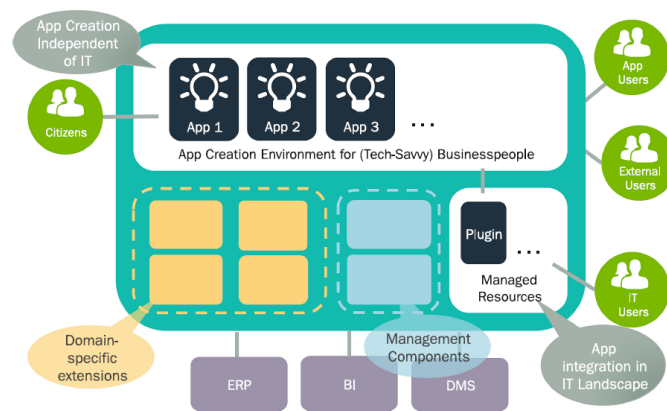 App Creation
Independent
of IT
App 1
App 2
App 3
...
App Creation Environment for (Tech-Savvy) Businesspeople
Citizens
App
Users
External
Users
Plugin
...
Managed
Resources
IT
Users
Domain-
specific
extensions
Management
Components
App
integration in
IT Landscape
ERP
BI
DMS